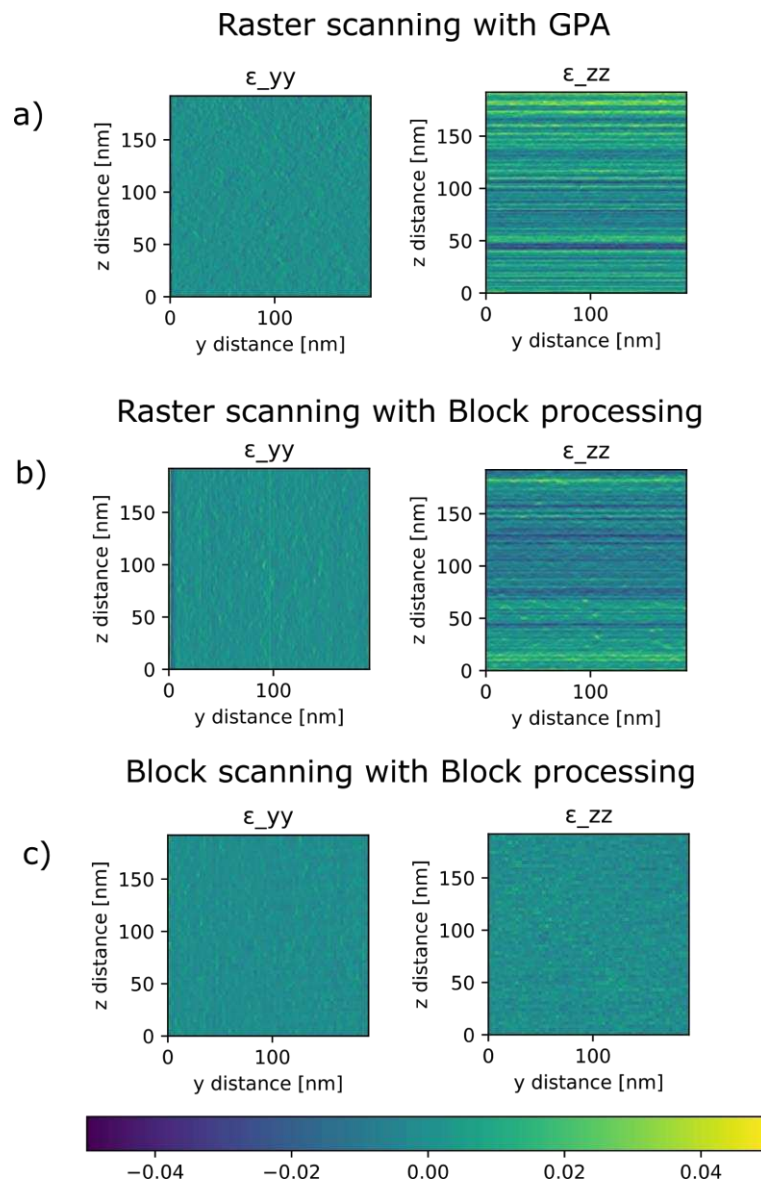 Raster scanning with GPA
a)
ε_yy
ε_zz
z distance [nm]
150
100
50
0
0
100
y distance [nm]
z distance [nm]
150
100
50
0
0
100
y distance [nm]
Raster scanning with Block processing
b)
ε_yy
ε_zz
z distance [nm]
150
100
50
0
0
100
y distance [nm]
z distance [nm]
150
100
50
0
0
100
y distance [nm]
Block scanning with Block processing
c)
ε_yy
ε_zz
z distance [nm]
150
100
50
0
0
100
y distance [nm]
z distance [nm]
150
100
50
0
0
100
y distance [nm]
−0.04 −0.02 0.00 0.02 0.04